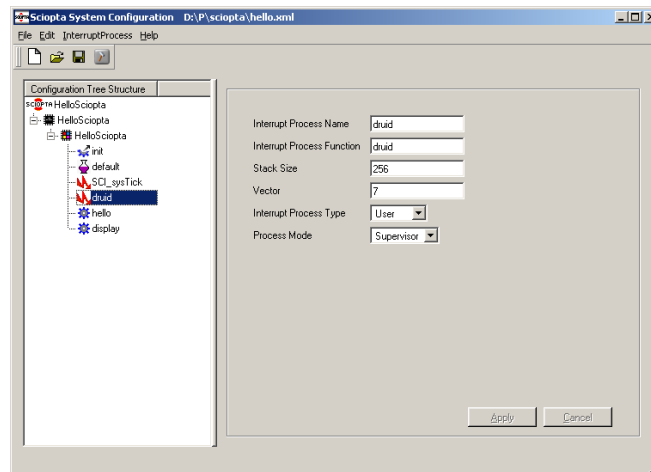 SCIOPTA Sciopta System Configuration D:\P\sciopta\hello.xml
File Edit InterruptProcess Help
Configuration Tree Structure
SCIOPTA HelloSciopta
HelloSciopta
HelloSciopta
init
default
SCI_sysTick
druid
hello
display
Interrupt Process Name druid
Interrupt Process Function druid
Stack Size 256
Vector 7
Interrupt Process Type User
Process Mode Supervisor
Apply Cancel